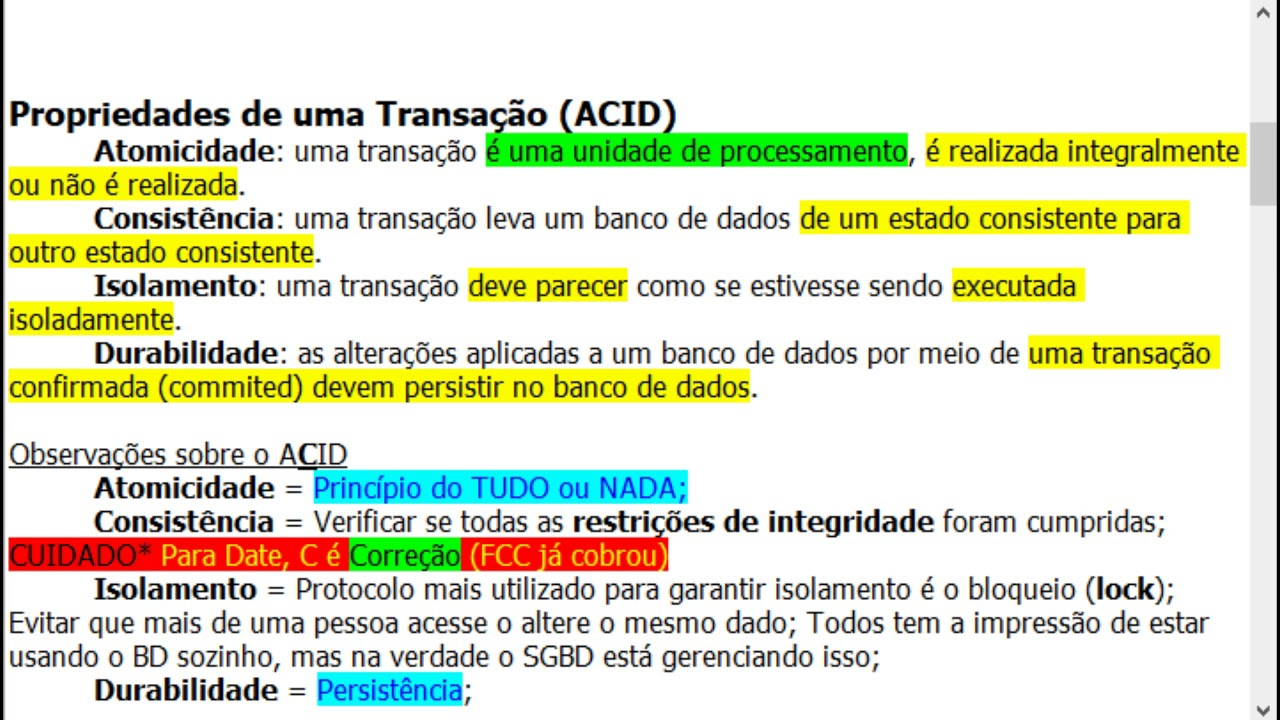 Propriedades de uma Transação (ACID)
Atomicidade: uma transação é uma unidade de processamento, é realizada integralmente
ou não é realizada.
Consistência: uma transação leva um banco de dados de um estado consistente para
outro estado consistente.
Isolamento: uma transação deve parecer como se estivesse sendo executada
isoladamente.
Durabilidade: as alterações aplicadas a um banco de dados por meio de uma transação
confirmada (commited) devem persistir no banco de dados.
Observações sobre o ACID
Atomicidade = Princípio do TUDO ou NADA;
Consistência = Verificar se todas as restrições de integridade foram cumpridas;
CUIDADO* Para Date, C é Correção (FCC já cobrou)
Isolamento = Protocolo mais utilizado para garantir isolamento é o bloqueio (lock);
Evitar que mais de uma pessoa acesse o altere o mesmo dado; Todos tem a impressão de estar
usando o BD sozinho, mas na verdade o SGBD está gerenciando isso;
Durabilidade = Persistência;